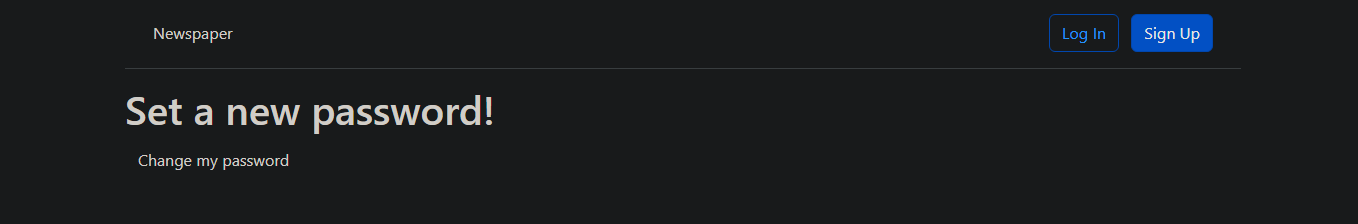 Newspaper
Log In
Sign Up
Set a new password!
Change my password